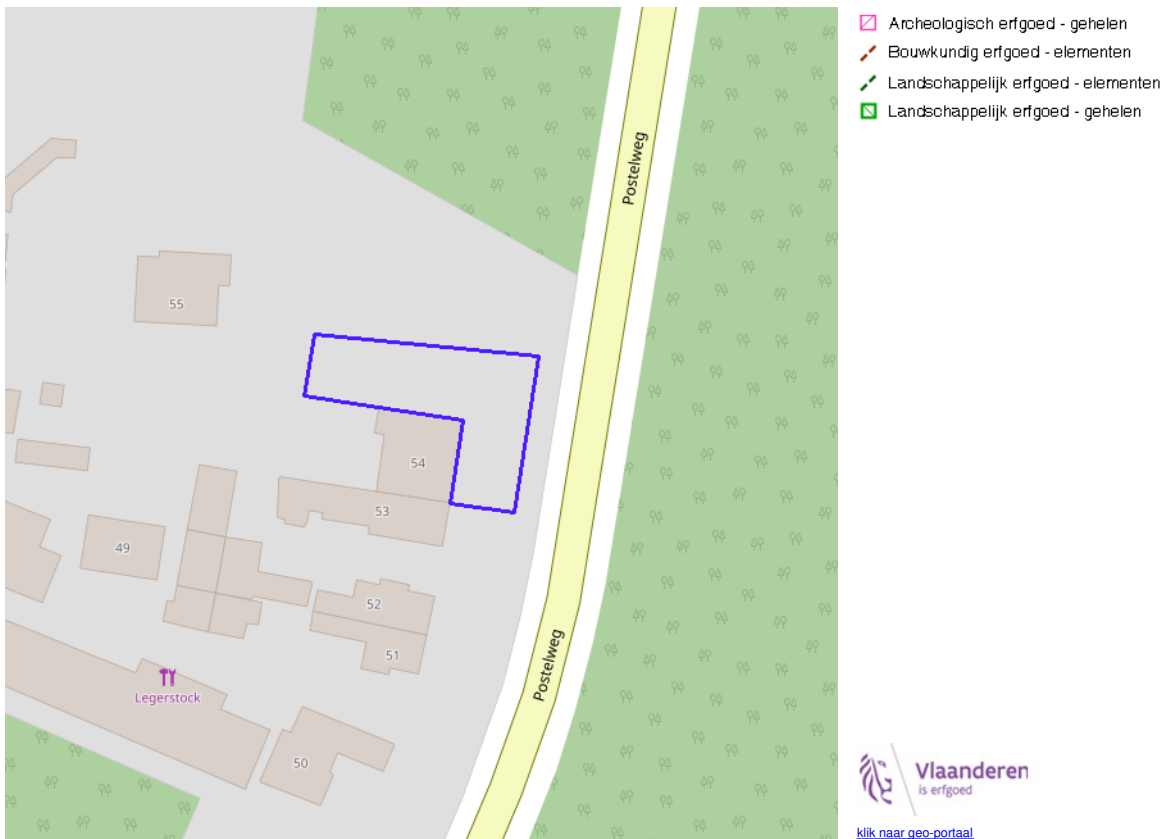 Archeologisch erfgoed - gehelen
Bouwkundig erfgoed - elementen
Landschappelijk erfgoed - elementen
Landschappelijk erfgoed - gehelen
Postelweg
55
54
53
49
52
51
Postelweg
Legerstock
50
Vlaanderen
is erfgoed
klik naar geo-portaal